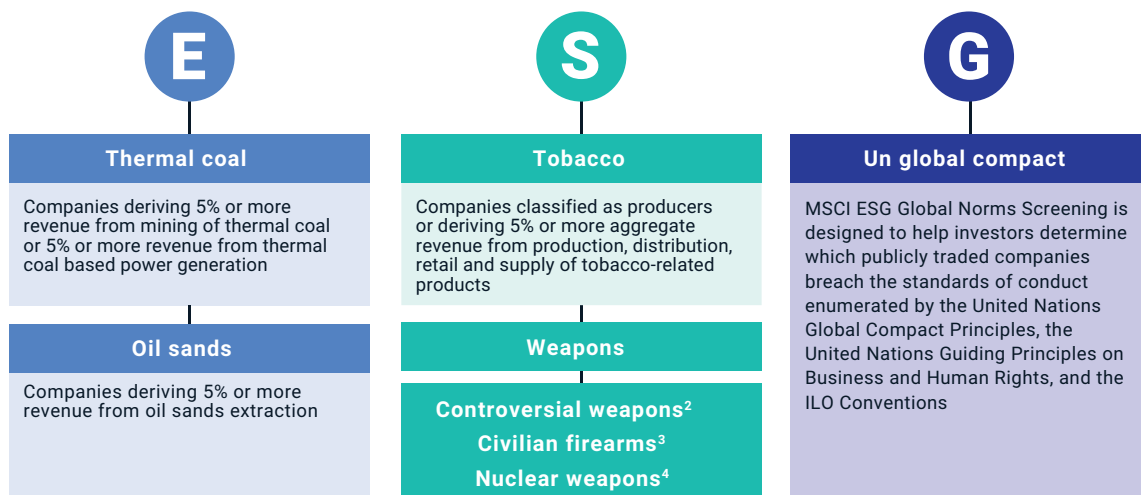 E
Thermal coal
Companies deriving 5% or more
revenue from mining of thermal coal
or 5% or more revenue from thermal
coal based power generation
Oil sands
Companies deriving 5% or more
revenue from oil sands extraction
S
Tobacco
Companies classified as producers
or deriving 5% or more aggregate
revenue from production, distribution,
retail and supply of tobacco-related
products
Weapons
Controversial weapons²
Civilian firearms³
Nuclear weapons⁴
G
Un global compact
MSCI ESG Global Norms Screening is
designed to help investors determine
which publicly traded companies
breach the standards of conduct
enumerated by the United Nations
Global Compact Principles, the
United Nations Guiding Principles on
Business and Human Rights, and the
ILO Conventions